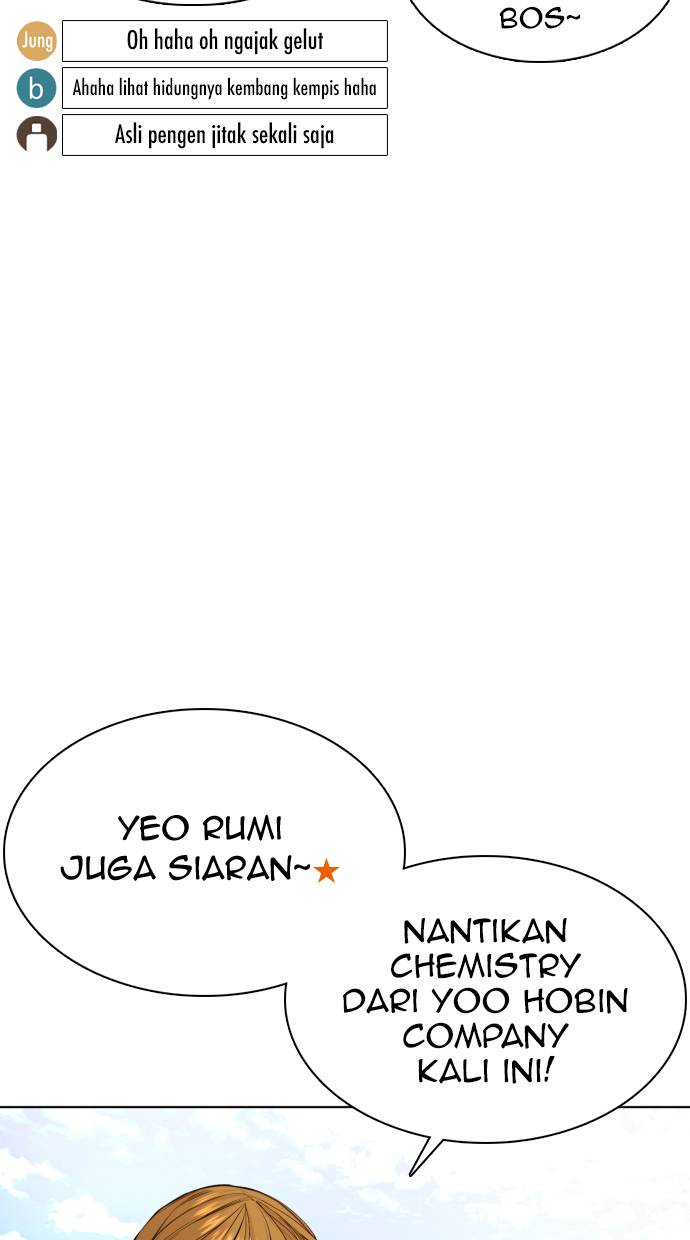 BOS~
Jung
Oh haha oh ngajak gelut
b
Ahaha lihat hidungnya kembang kempis haha
Asli pengen jitak sekali saja
YEO RUMI
JUGA SIARAN~★
NANTIKAN
CHEMISTRY
DARI YOO HOBIN
COMPANY
KALI INI!